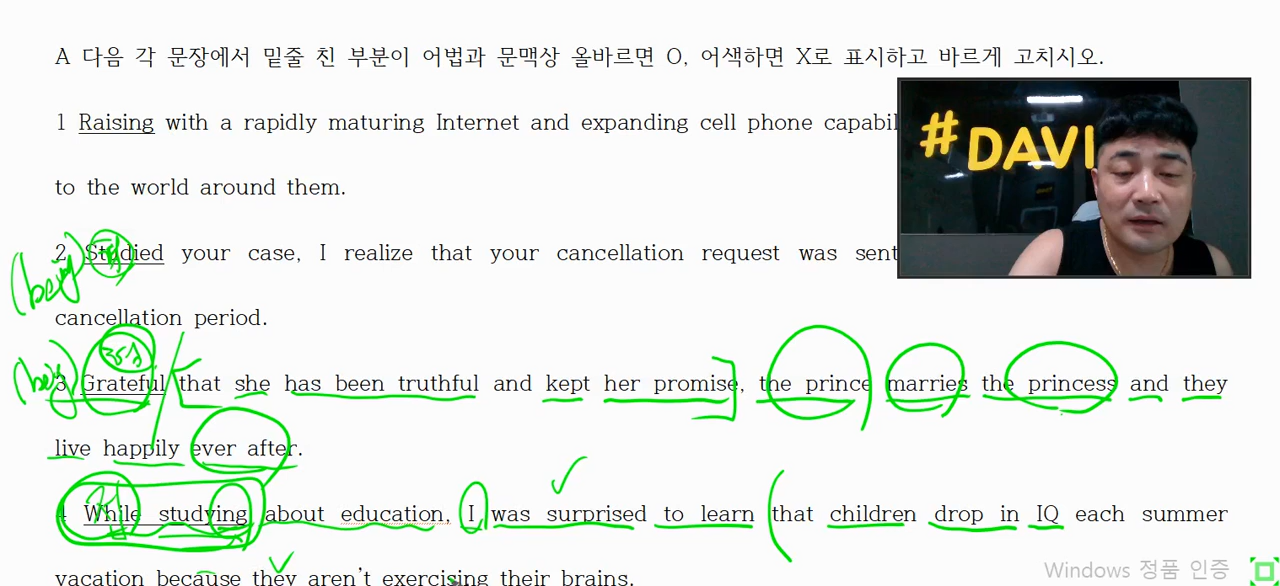 A 다음 각 문장에서 밑줄 친 부분이 어법과 문맥상 올바르면 O, 어색하면 X로 표시하고 바르게 고치시오.
1 Raising with a rapidly maturing Internet and expanding cell phone capabil
# DAVI
to the world around them.
2 Studied your case, I realize that your cancellation request was sent
(being)
cancellation period.
(being)
3 Grateful that she has been truthful and kept her promise, the prince marries the princess and they
live happily ever after.
4 While studying about education, I was surprised to learn that children drop in IQ each summer
vacation because they aren't exercising their brains.
Windows 정품 인증